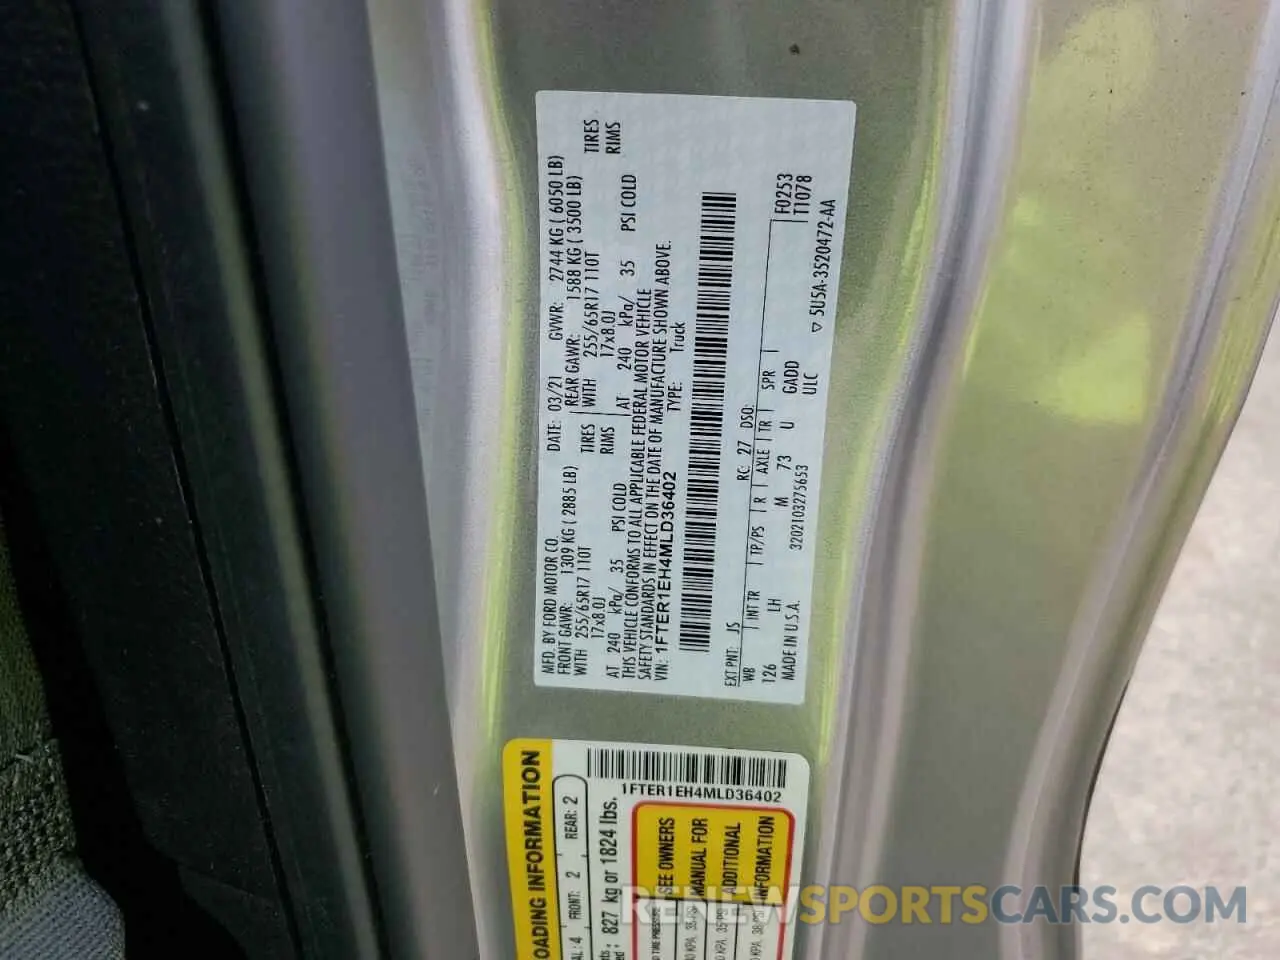 MFD. BY FORD MOTOR CO.
DATE: 03/21 GVWR: 2744 KG ( 6050 LB)
FRONT GAWR: 1309 KG ( 2885 LB) REAR GAWR: 1588 KG ( 3500 LB)
WITH 255/65R17 110T TIRES WITH 255/65R17 110T TIRES
17x8.0J RIMS 17x8.0J RIMS
AT 240 kPa/ 35 PSI COLD AT 240 kPa/ 35 PSI COLD
THIS VEHICLE CONFORMS TO ALL APPLICABLE FEDERAL MOTOR VEHICLE
SAFETY STANDARDS IN EFFECT ON THE DATE OF MANUFACTURE SHOWN ABOVE.
VIN: 1FTER1EH4MLD36402 TYPE: Truck
EXT PNT: JS RC: 27 DSO: F0253
WB INT TR TP/PS R AXLE TR SPR T1078
126 LH M 73 U GADD
MADE IN U.S.A. 3202103275653 ULC ▽ 5U5A-3520472-AA
OADING INFORMATION
AL : 4 FRONT: 2 REAR: 2
827 kg or 1824 lbs.
1FTER1EH4MLD36402
SEE OWNERS
MANUAL FOR
ADDITIONAL
INFORMATION
RENEWSPORTSCARS.COM